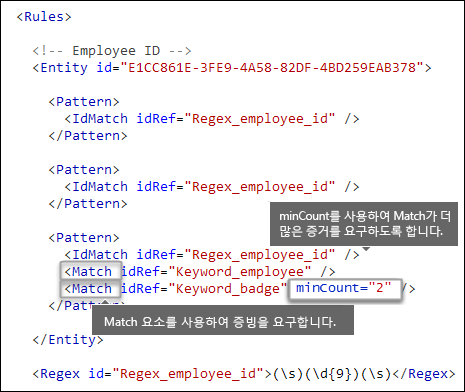 <Rules>
<!-- Employee ID -->
<Entity id="E1CC861E-3FE9-4A58-82DF-4BD259EAB378">
<Pattern>
<IdMatch idRef="Regex_employee_id" />
</Pattern>
<Pattern>
<IdMatch idRef="Regex_employee_id" />
</Pattern>
minCount를 사용하여 Match가 더
많은 증거를 요구하도록 합니다.
<Pattern>
<IdMatch idRef="Regex_employee_id" />
<Match idRef="Keyword_employee" />
<Match idRef="Keyword_badge" minCount="2" />
Match 요소를 사용하여 증빙을 요구합니다.
</Entity>
<Regex id="Regex_employee_id">(\s)(\d{9})(\s)</Regex>